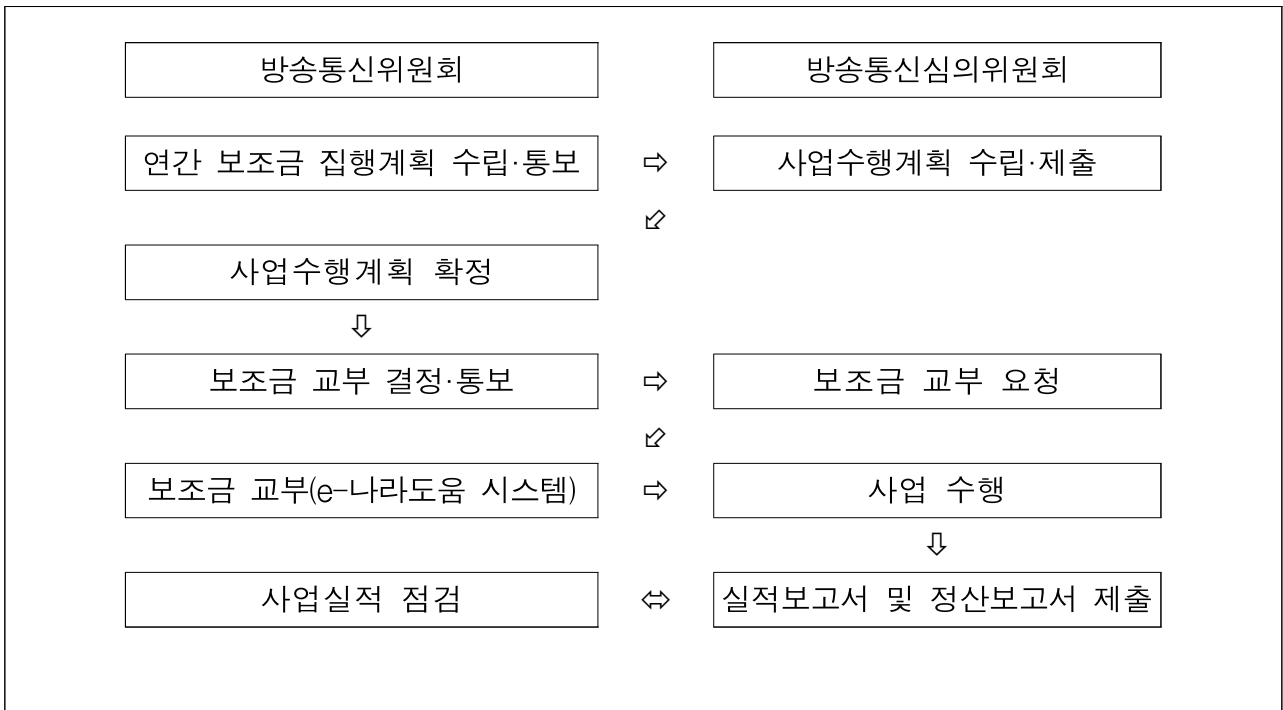 방송통신위원회
방송통신심의위원회
연간 보조금 집행계획 수립·통보 ⇨ 사업수행계획 수립·제출
사업수행계획 확정
보조금 교부 결정·통보 ⇨ 보조금 교부 요청
보조금 교부(e-나라도움 시스템) ⇨ 사업 수행
사업실적 점검 ⬄ 실적보고서 및 정산보고서 제출